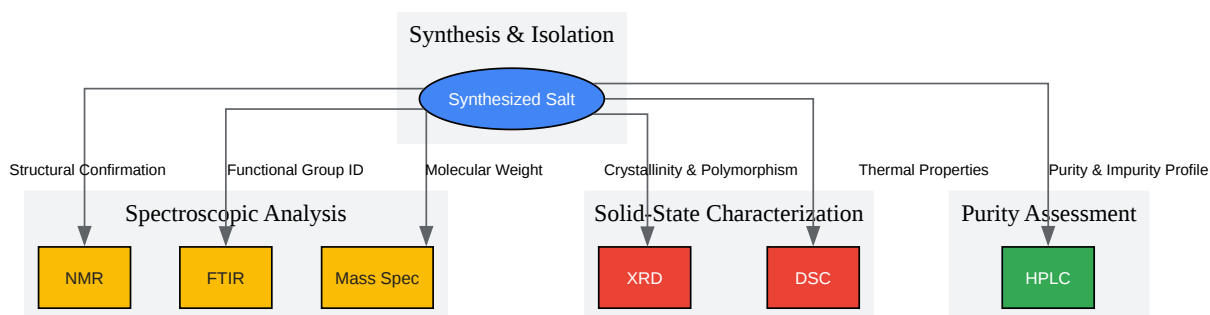 Synthesis & Isolation
Synthesized Salt
Structural Confirmation
Functional Group ID
Molecular Weight
Crystallinity & Polymorphism
Thermal Properties
Purity & Impurity Profile
Spectroscopic Analysis
Solid-State Characterization
Purity Assessment
NMR
FTIR
Mass Spec
XRD
DSC
HPLC